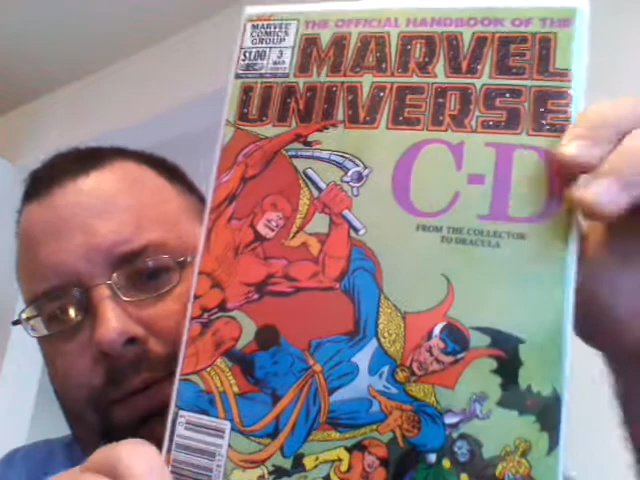 MARVEL
COMICS
GROUP
$1.00
3
MAR
THE OFFICIAL HANDBOOK OF THE
MARVEL
UNIVERSE
C-D
FROM THE COLLECTOR
TO DRACULA